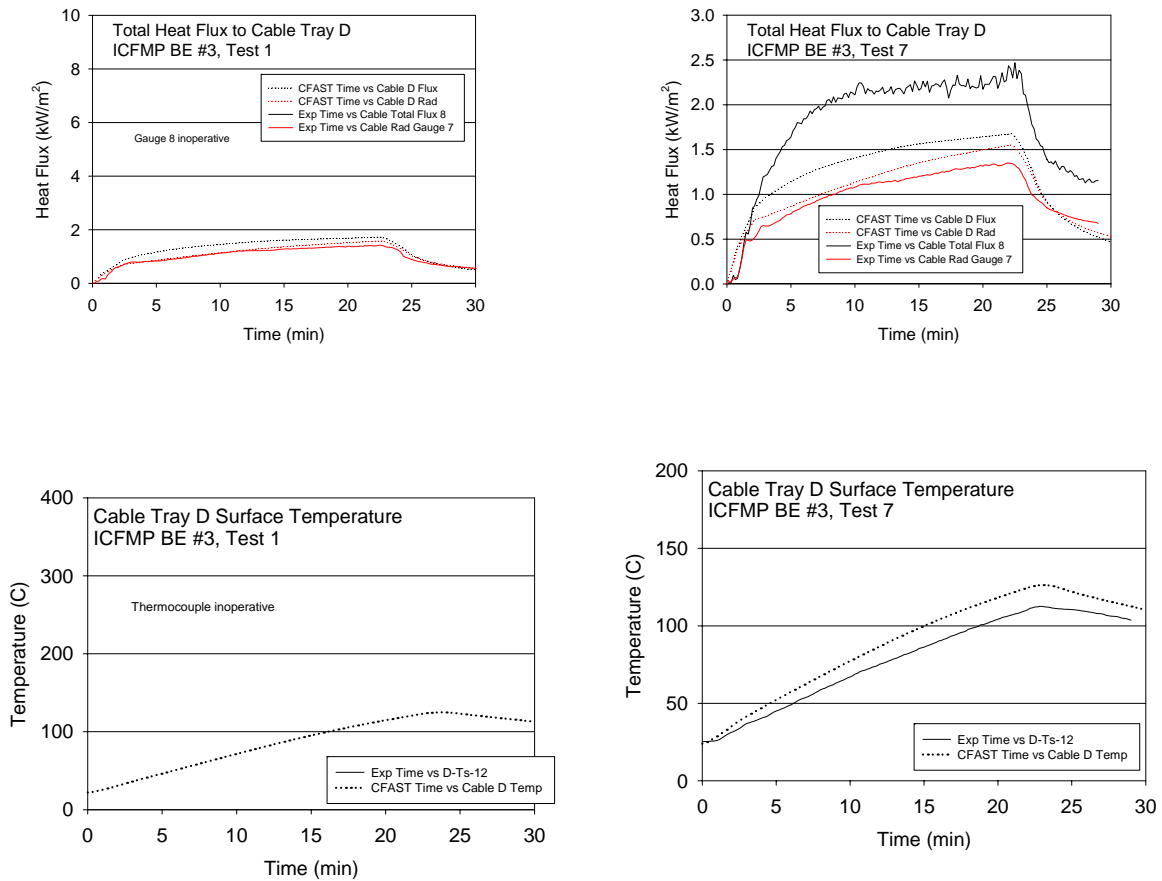 Total Heat Flux to Cable Tray D
ICFMP BE #3, Test 1
CFAST Time vs Cable D Flux
CFAST Time vs Cable D Rad
Exp Time vs Cable Total Flux 8
Exp Time vs Cable Rad Gauge 7
Gauge 8 inoperative
Heat Flux (kW/m²)
10
8
6
4
2
0
0 5 10 15 20 25 30
Time (min)
Total Heat Flux to Cable Tray D
ICFMP BE #3, Test 7
CFAST Time vs Cable D Flux
CFAST Time vs Cable D Rad
Exp Time vs Cable Total Flux 8
Exp Time vs Cable Rad Gauge 7
Heat Flux (kW/m²)
3.0
2.5
2.0
1.5
1.0
0.5
0.0
0 5 10 15 20 25 30
Time (min)
Cable Tray D Surface Temperature
ICFMP BE #3, Test 1
Thermocouple inoperative
Exp Time vs D-Ts-12
CFAST Time vs Cable D Temp
Temperature (C)
400
300
200
100
0
0 5 10 15 20 25 30
Time (min)
Cable Tray D Surface Temperature
ICFMP BE #3, Test 7
Exp Time vs D-Ts-12
CFAST Time vs Cable D Temp
Temperature (C)
200
150
100
50
0
0 5 10 15 20 25 30
Time (min)